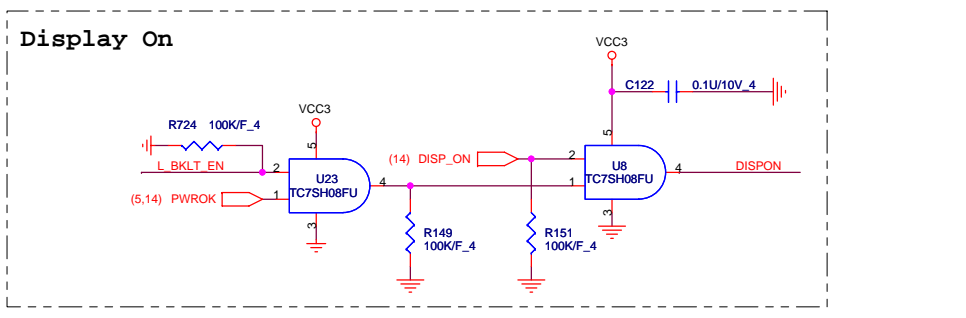 Display On
VCC3
C122 0.1U/10V_4
VCC3
R724 100K/F_4
5
5
L_BKLT_EN
2
U23
TC7SH08FU
4
(5,14) PWROK
1
3
(14) DISP_ON
2
U8
TC7SH08FU
4
DISPON
1
3
R149
100K/F_4
R151
100K/F_4